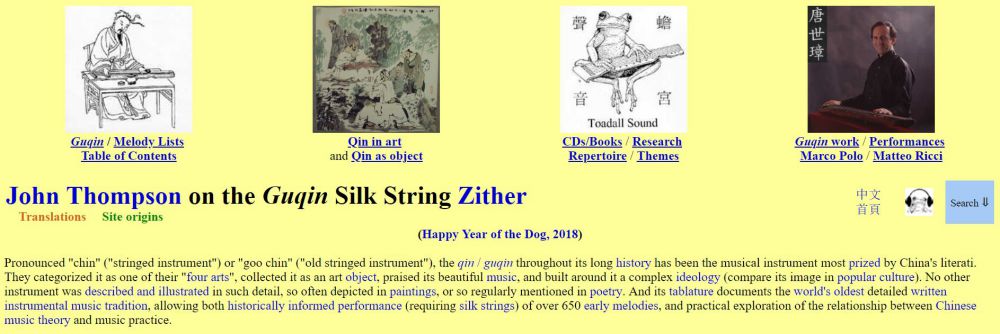 聲 蟾
音 宮
Toadall Sound
唐世璋
Guqin / Melody Lists
Table of Contents
Qin in art
and Qin as object
CDs/Books / Research
Repertoire / Themes
Guqin work / Performances
Marco Polo / Matteo Ricci
John Thompson on the Guqin Silk String Zither
Translations Site origins
中文
首頁
Search ⇓
(Happy Year of the Dog, 2018)
Pronounced "chin" ("stringed instrument") or "goo chin" ("old stringed instrument"), the qin / guqin throughout its long history has been the musical instrument most prized by China's literati.
They categorized it as one of their "four arts", collected it as an art object, praised its beautiful music, and built around it a complex ideology (compare its image in popular culture). No other
instrument was described and illustrated in such detail, so often depicted in paintings, or so regularly mentioned in poetry. And its tablature documents the world's oldest detailed written
instrumental music tradition, allowing both historically informed performance (requiring silk strings) of over 650 early melodies, and practical exploration of the relationship between Chinese
music theory and music practice.